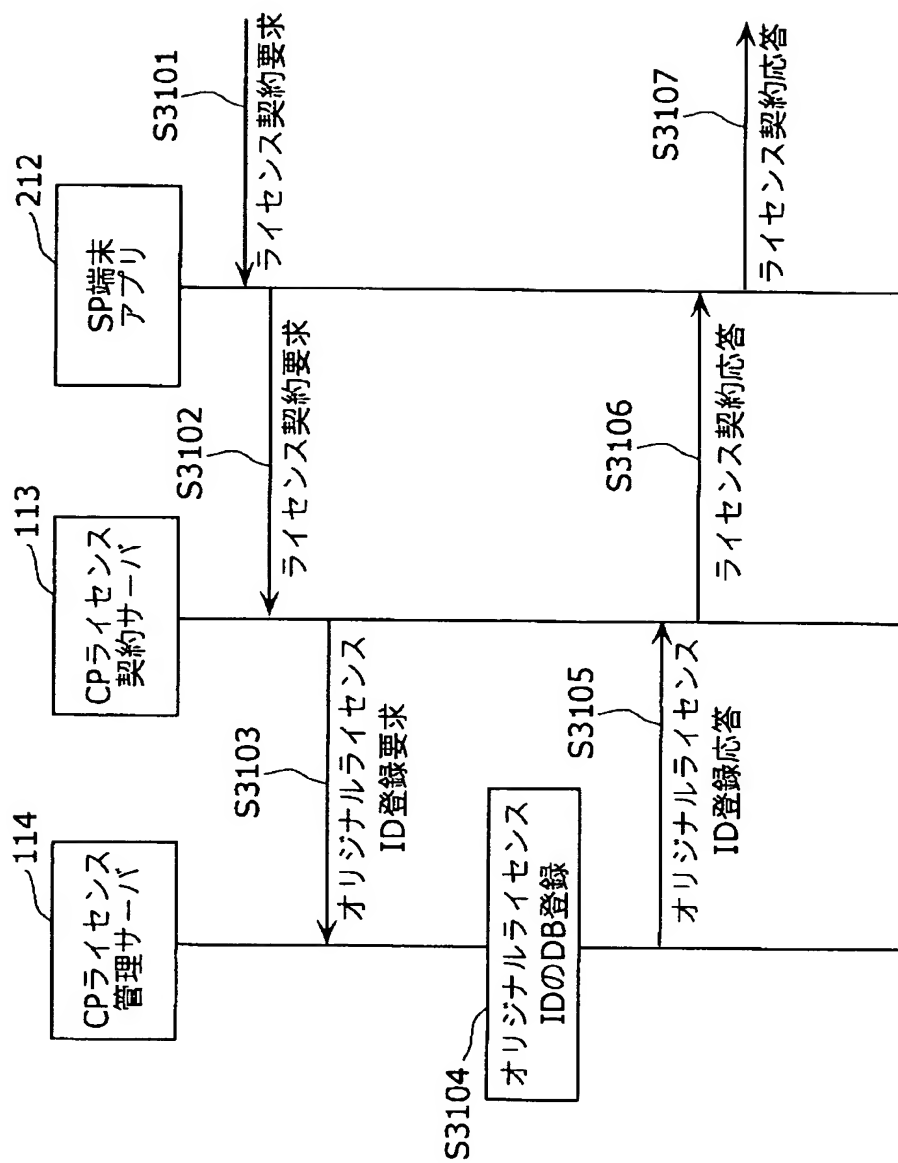 114
CPライセンス
管理サーバ
113
CPライセンス
契約サーバ
212
SP端末
アプリ
S3101
ライセンス契約要求
S3102
ライセンス契約要求
S3103
オリジナルライセンス
ID登録要求
S3104
オリジナルライセンス
IDのDB登録
S3105
オリジナルライセンス
ID登録応答
S3106
ライセンス契約応答
S3107
ライセンス契約応答